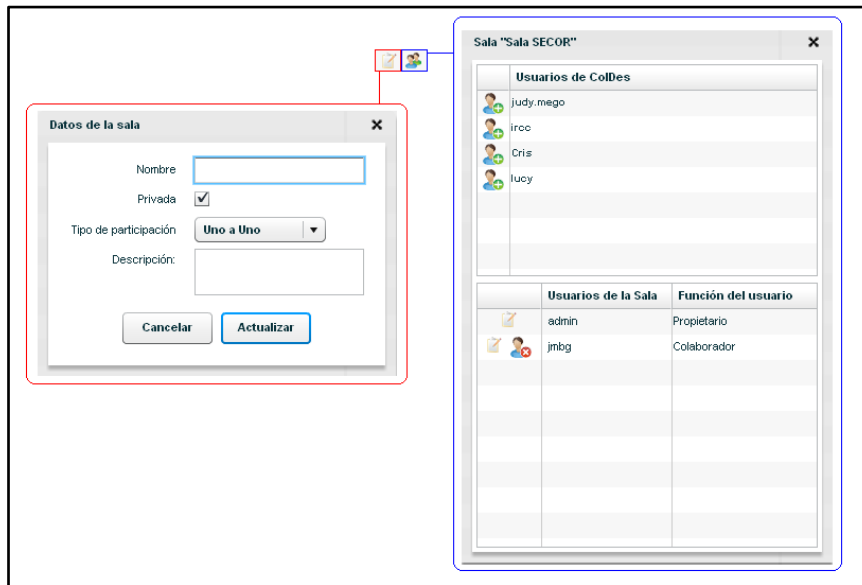 Datos de la sala
Nombre
Privada
Tipo de participación Uno a Uno
Descripción:
Cancelar Actualizar
Sala "Sala SECOR"
Usuarios de ColDes
judy.mego
ircc
Cris
lucy
Usuarios de la Sala Función del usuario
admin Propietario
jmbg Colaborador